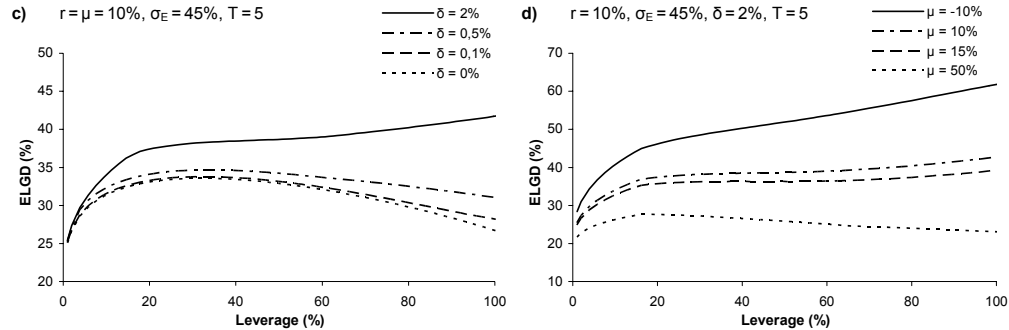 c) r = μ = 10%, σE = 45%, T = 5
δ = 2%
δ = 0,5%
δ = 0,1%
δ = 0%
50
45
40
35
30
25
20
ELGD (%)
0 20 40 60 80 100
Leverage (%)
d) r = 10%, σE = 45%, δ = 2%, T = 5
μ = -10%
μ = 10%
μ = 15%
μ = 50%
70
60
50
40
30
20
10
ELGD (%)
0 20 40 60 80 100
Leverage (%)